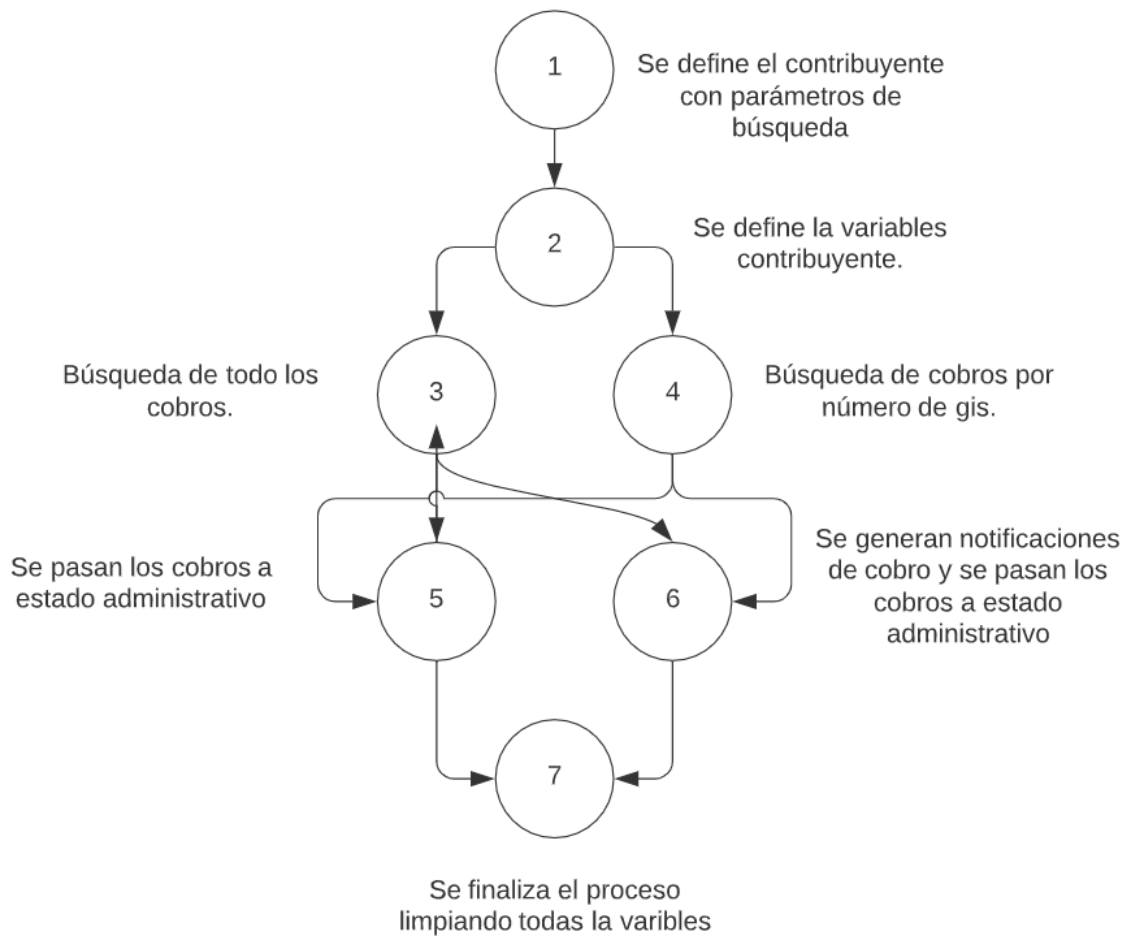 1
Se define el contribuyente
con parámetros de
búsqueda
2
Se define la variables
contribuyente.
Búsqueda de todo los
cobros.
3
4
Búsqueda de cobros por
número de gis.
Se pasan los cobros a
estado administrativo
5
6
Se generan notificaciones
de cobro y se pasan los
cobros a estado
administrativo
7
Se finaliza el proceso
limpiando todas la varibles